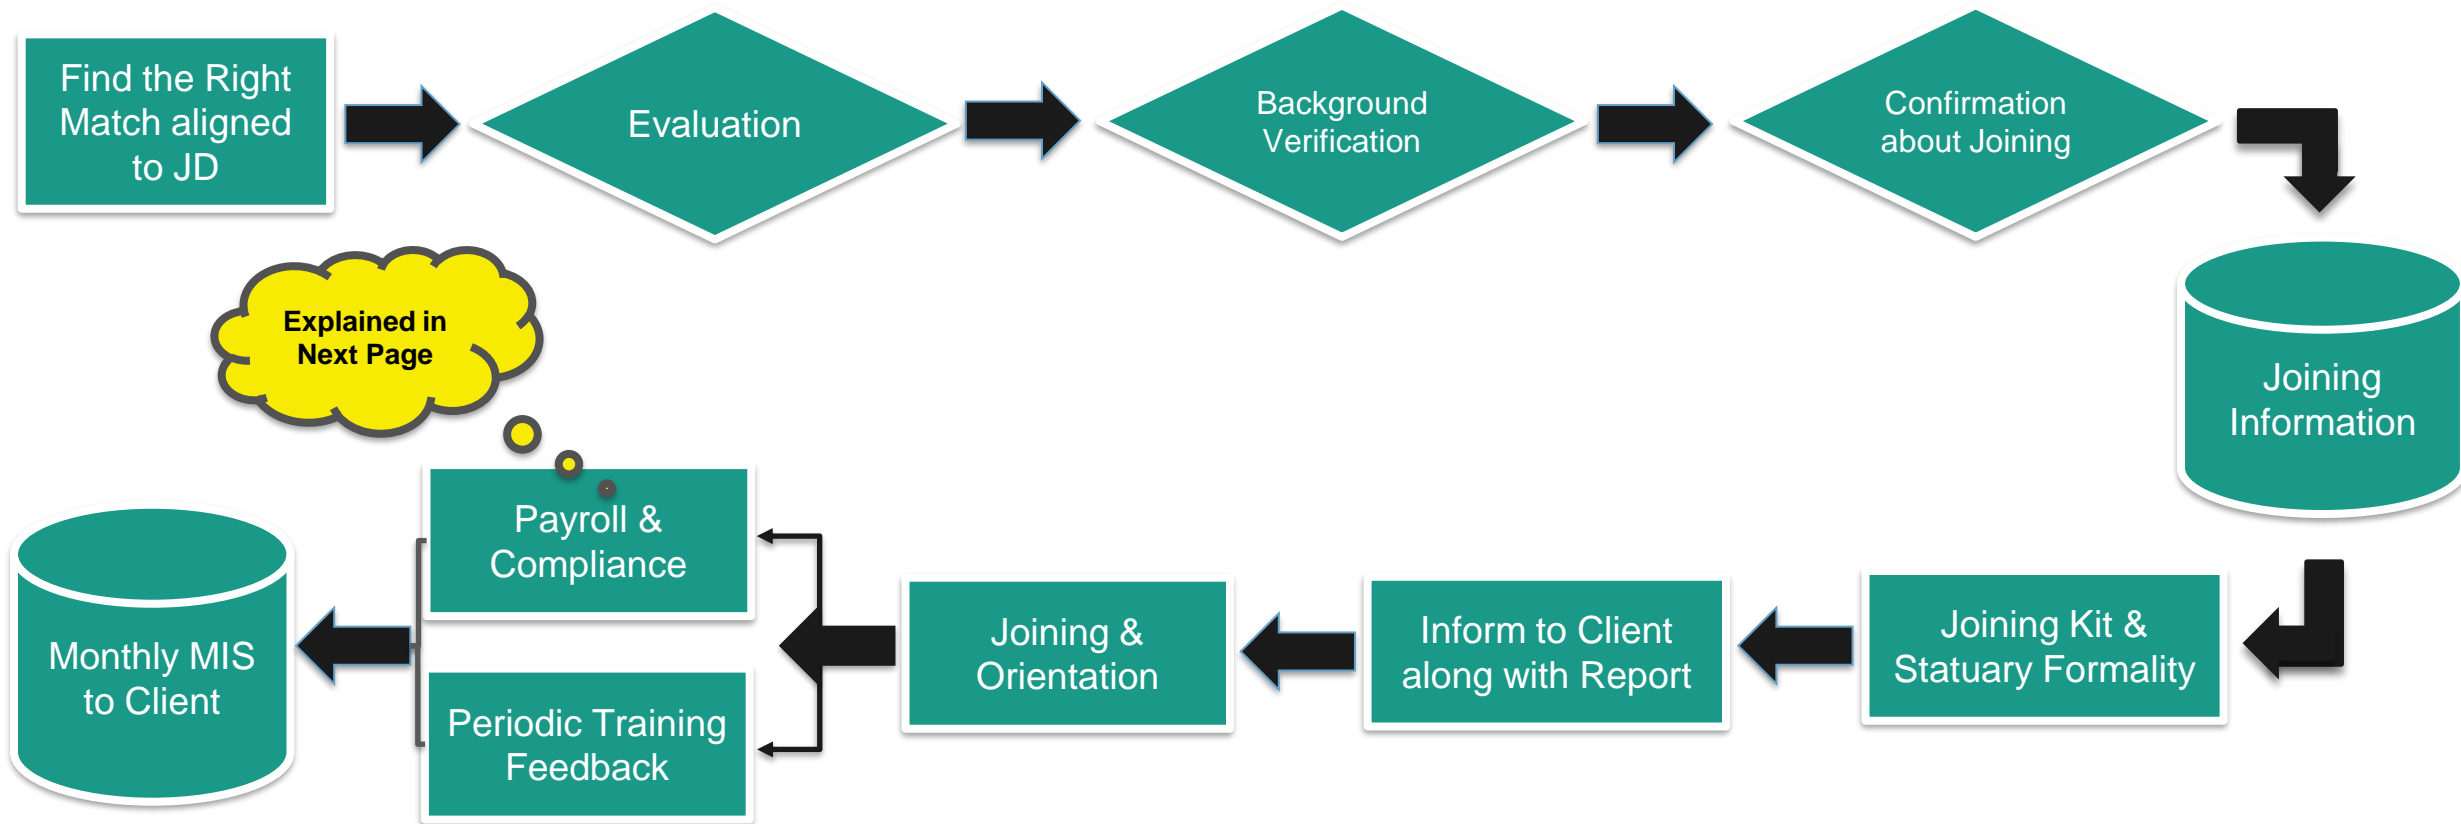 Find the Right
Match aligned
to JD
Evaluation
Background
Verification
Confirmation
about Joining
Joining
Information
Explained in
Next Page
Joining Kit &
Statuary Formality
Inform to Client
along with Report
Joining &
Orientation
Payroll &
Compliance
Periodic Training
Feedback
Monthly MIS
to Client